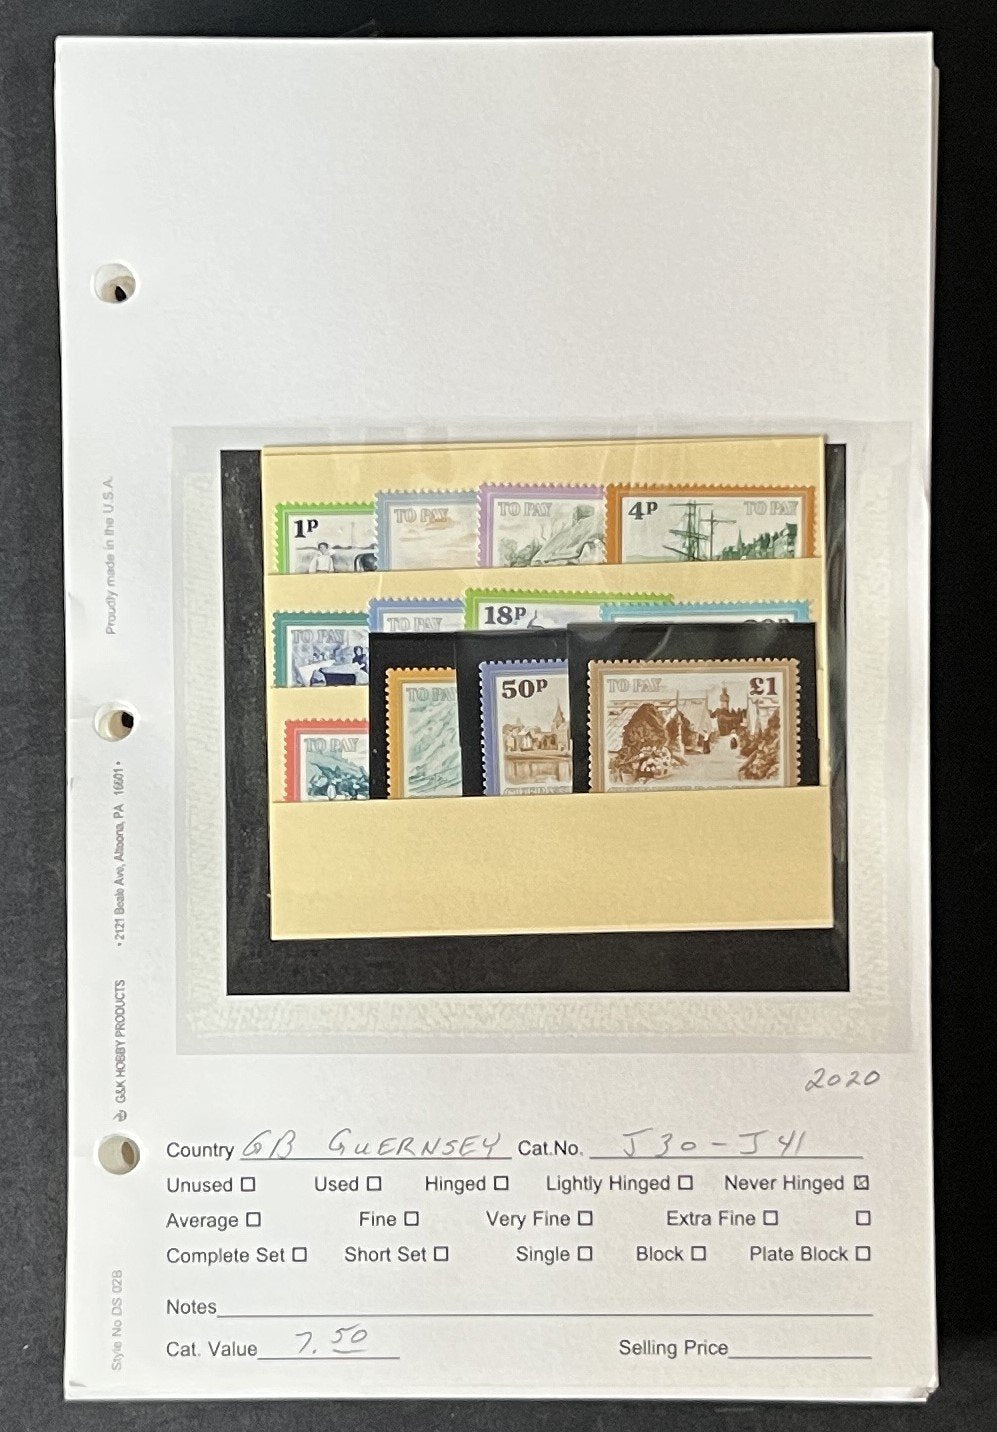 1p TO PAY TO PAY 4p TO PAY
TO PAY TO PAY 18p
TO PAY TO PAY 50p TO PAY £1
Proudly made in the U.S.A.
• 2121 Beale Ave, Altoona, PA 16601 •
G&K HOBBY PRODUCTS
Style No DS 02B
2020
Country GB GUERNSEY Cat.No. J30-J41
Unused ☐ Used ☐ Hinged ☐ Lightly Hinged ☐ Never Hinged ☒
Average ☐ Fine ☐ Very Fine ☐ Extra Fine ☐ ☐
Complete Set ☐ Short Set ☐ Single ☐ Block ☐ Plate Block ☐
Notes
Cat. Value 7.50 Selling Price